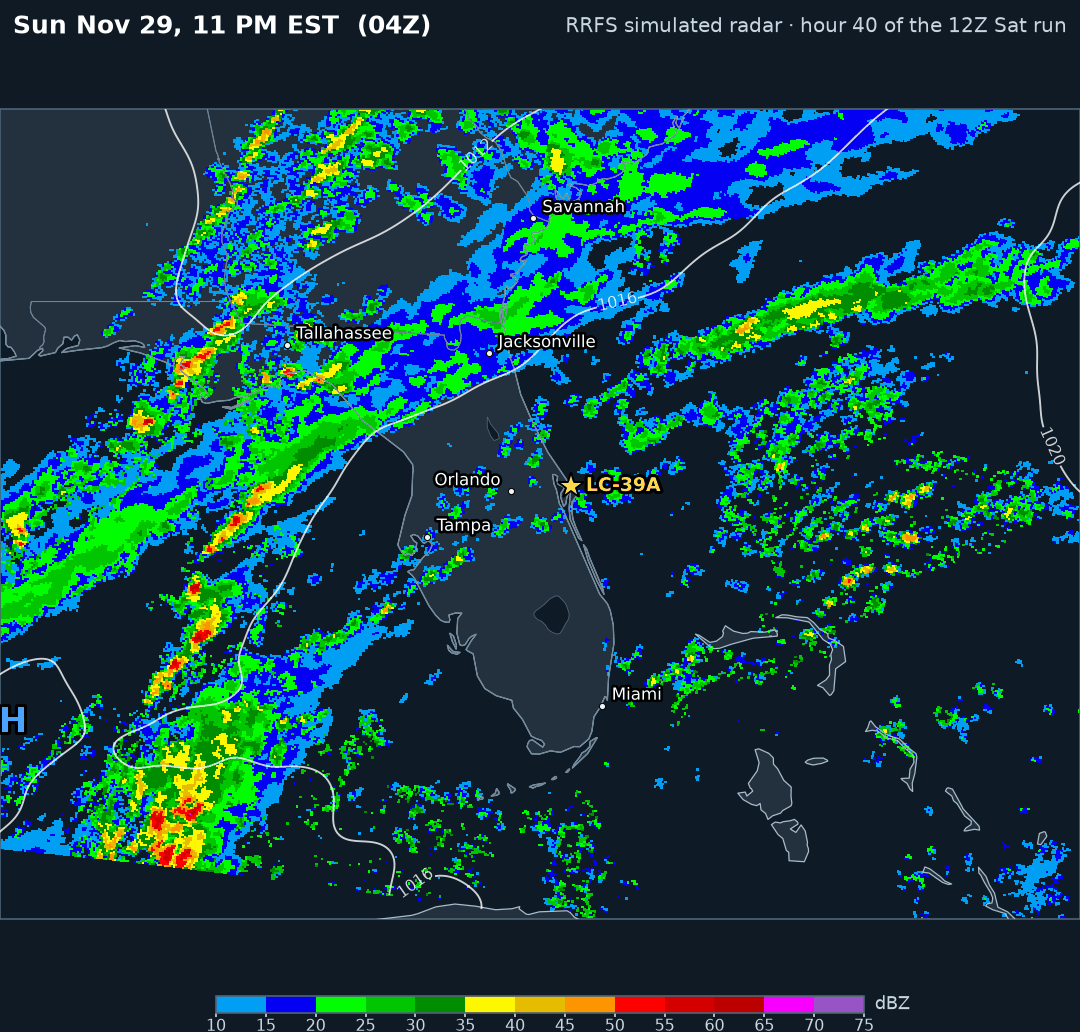 Sun Nov 29, 11 PM EST (04Z)
RRFS simulated radar · hour 40 of the 12Z Sat run
1012
Savannah
1016
Tallahassee
Jacksonville
1020
Orlando
LC-39A
Tampa
Miami
H
1016
dBZ
10 15 20 25 30 35 40 45 50 55 60 65 70 75